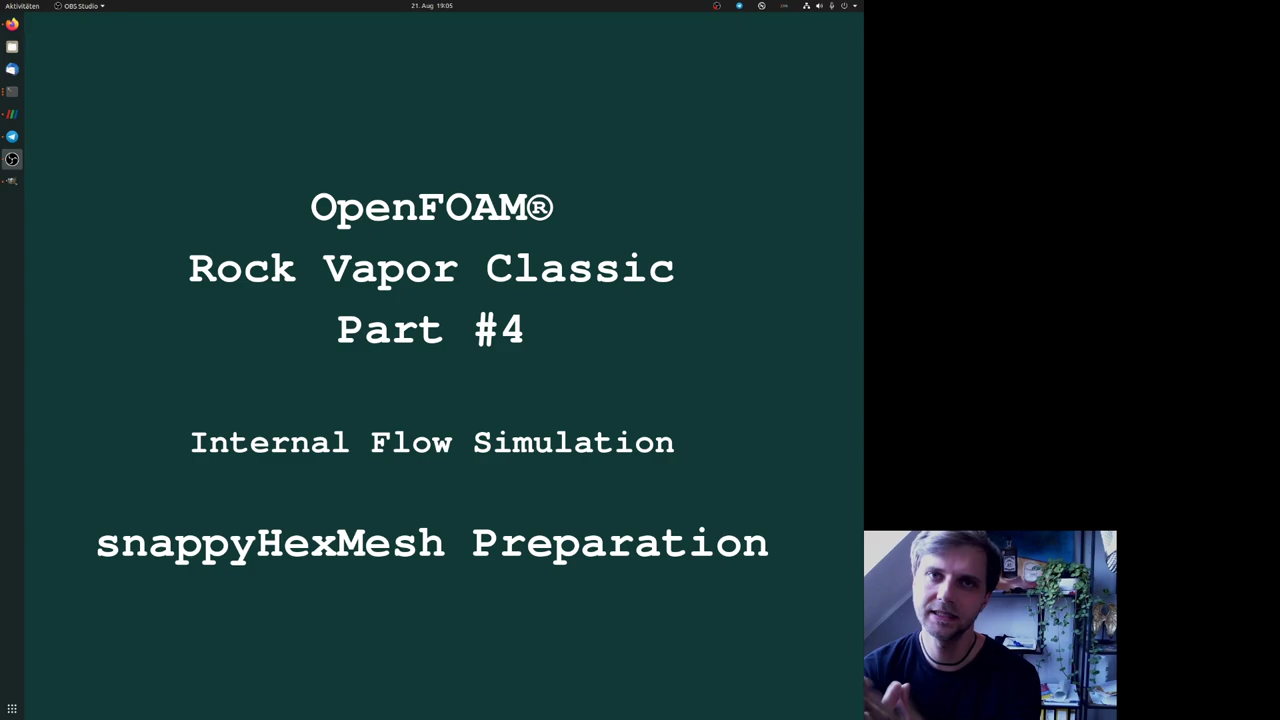 Aktivitäten
OBS Studio
21. Aug 19:05
OpenFOAM®
Rock Vapor Classic
Part #4
Internal Flow Simulation
snappyHexMesh Preparation